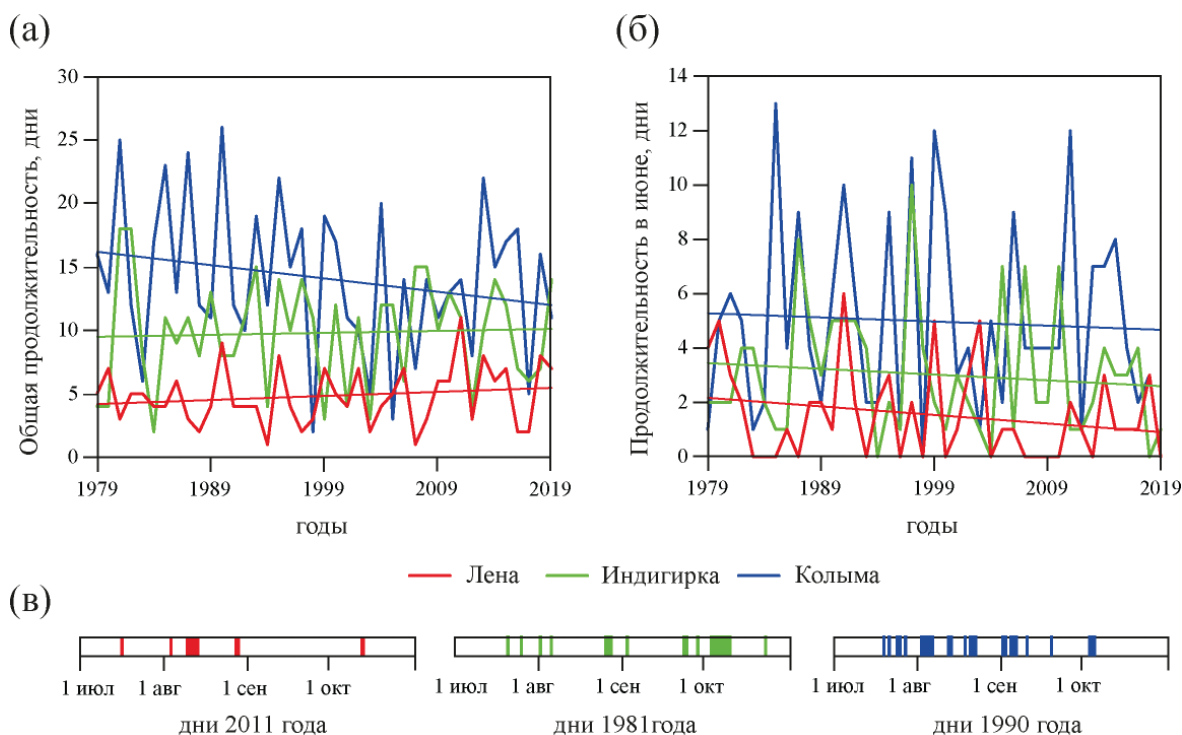 (а)
Общая продолжительность, дни
30
25
20
15
10
5
0
1979
1989
1999
2009
2019
годы
(б)
Продолжительность в июне, дни
14
12
10
8
6
4
2
0
1979
1989
1999
2009
2019
годы
Лена
Индигирка
Колыма
(в)
1 июл
1 авг
1 сен
1 окт
дни 2011 года
1 июл
1 авг
1 сен
1 окт
дни 1981года
1 июл
1 авг
1 сен
1 окт
дни 1990 года